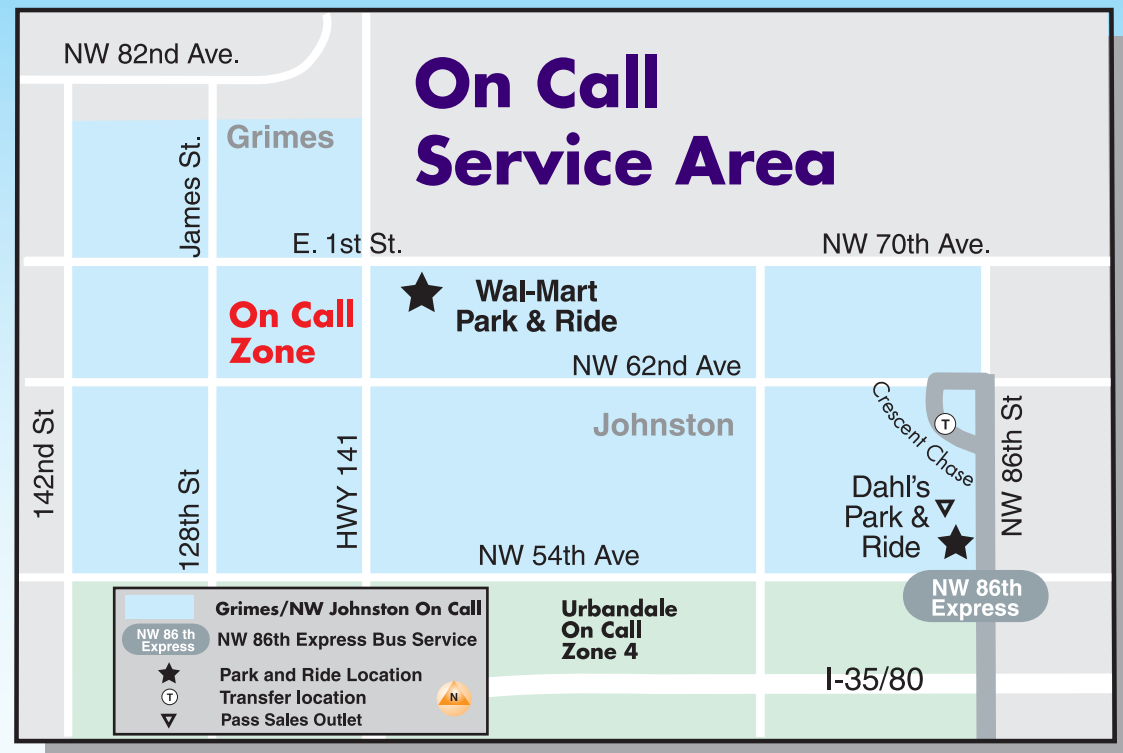 NW 82nd Ave.
On Call
Service Area
Grimes
James St.
E. 1st St.
NW 70th Ave.
On Call
Zone
Wal-Mart
Park & Ride
NW 62nd Ave
Crescent Chase
T
Johnston
142nd St
128th St
HWY 141
NW 86th St
Dahl's
Park &
Ride
NW 54th Ave
NW 86th
Express
Urbandale
On Call
Zone 4
I-35/80
Grimes/NW Johnston On Call
NW 86 th
Express
NW 86th Express Bus Service
Park and Ride Location
T
Transfer location
N
Pass Sales Outlet